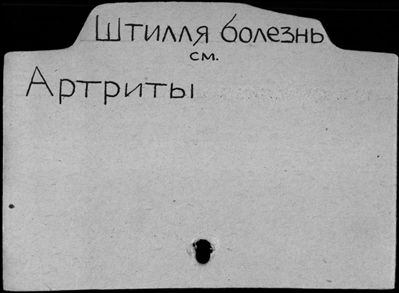 Штилля болезнь
см.
Артриты